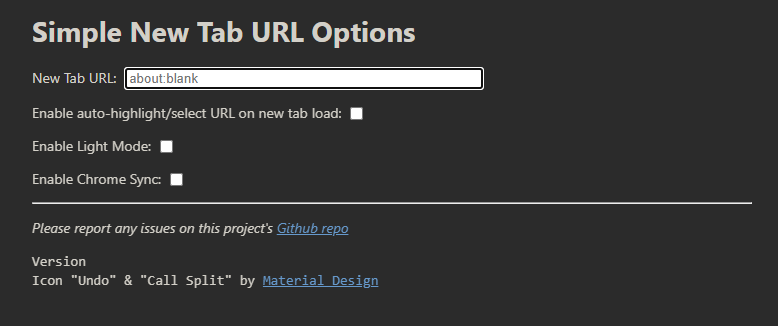 Simple New Tab URL Options
New Tab URL: about:blank
Enable auto-highlight/select URL on new tab load:
Enable Light Mode:
Enable Chrome Sync:
Please report any issues on this project's Github repo
Version
Icon "Undo" & "Call Split" by Material Design